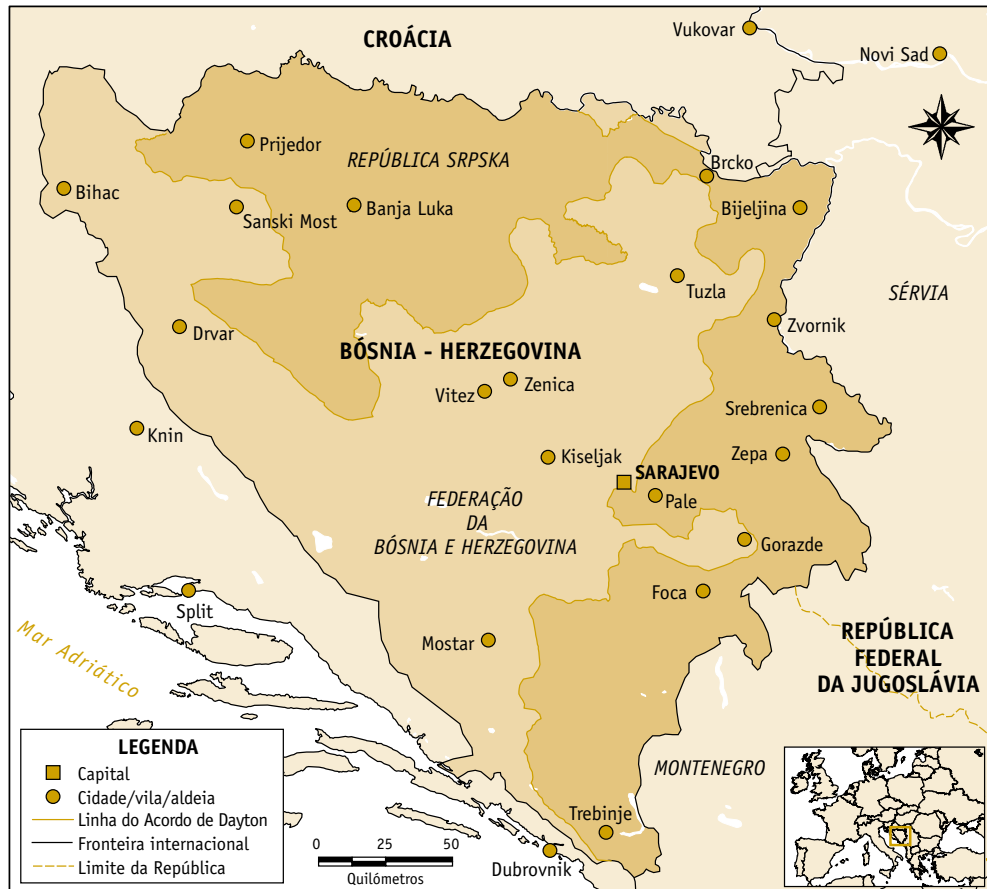 CROÁCIA
Vukovar
Novi Sad
Prijedor
REPÚBLICA SRPSKA
Brcko
Bihac
Sanski Most
Banja Luka
Bijeljina
Tuzla
SÉRVIA
Drvar
Zvornik
BÓSNIA - HERZEGOVINA
Vitez
Zenica
Srebrenica
Knin
Kiseljak
Zepa
SARAJEVO
Pale
FEDERAÇÃO
DA
BÓSNIA E HERZEGOVINA
Gorazde
Foca
Split
Mostar
Mar Adriático
REPÚBLICA
FEDERAL
DA JUGOSLÁVIA
MONTENEGRO
Trebinje
Dubrovnik
LEGENDA
Capital
Cidade/vila/aldeia
Linha do Acordo de Dayton
Fronteira internacional
Limite da República
0 25 50
Quilómetros